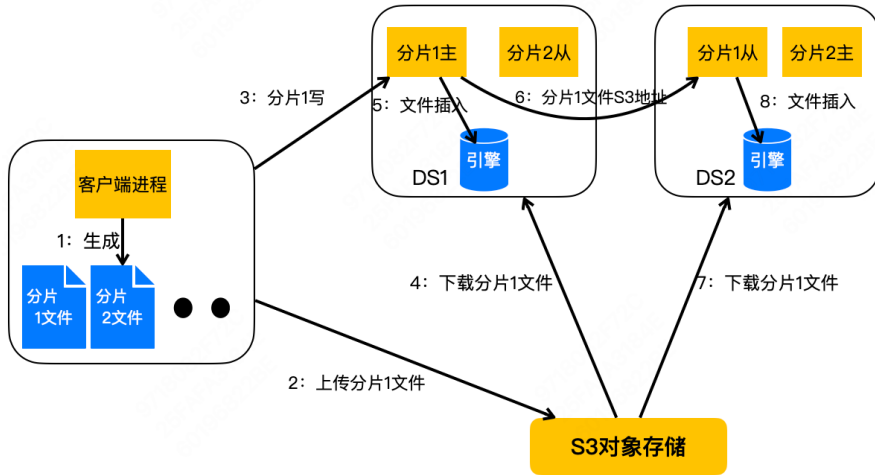 分片1主
分片2从
分片1从
分片2主
3：分片1写
5：文件插入
6：分片1文件S3地址
8：文件插入
引擎
DS1
引擎
DS2
客户端进程
1：生成
分片
1文件
分片
2文件
4：下载分片1文件
7：下载分片1文件
2：上传分片1文件
S3对象存储